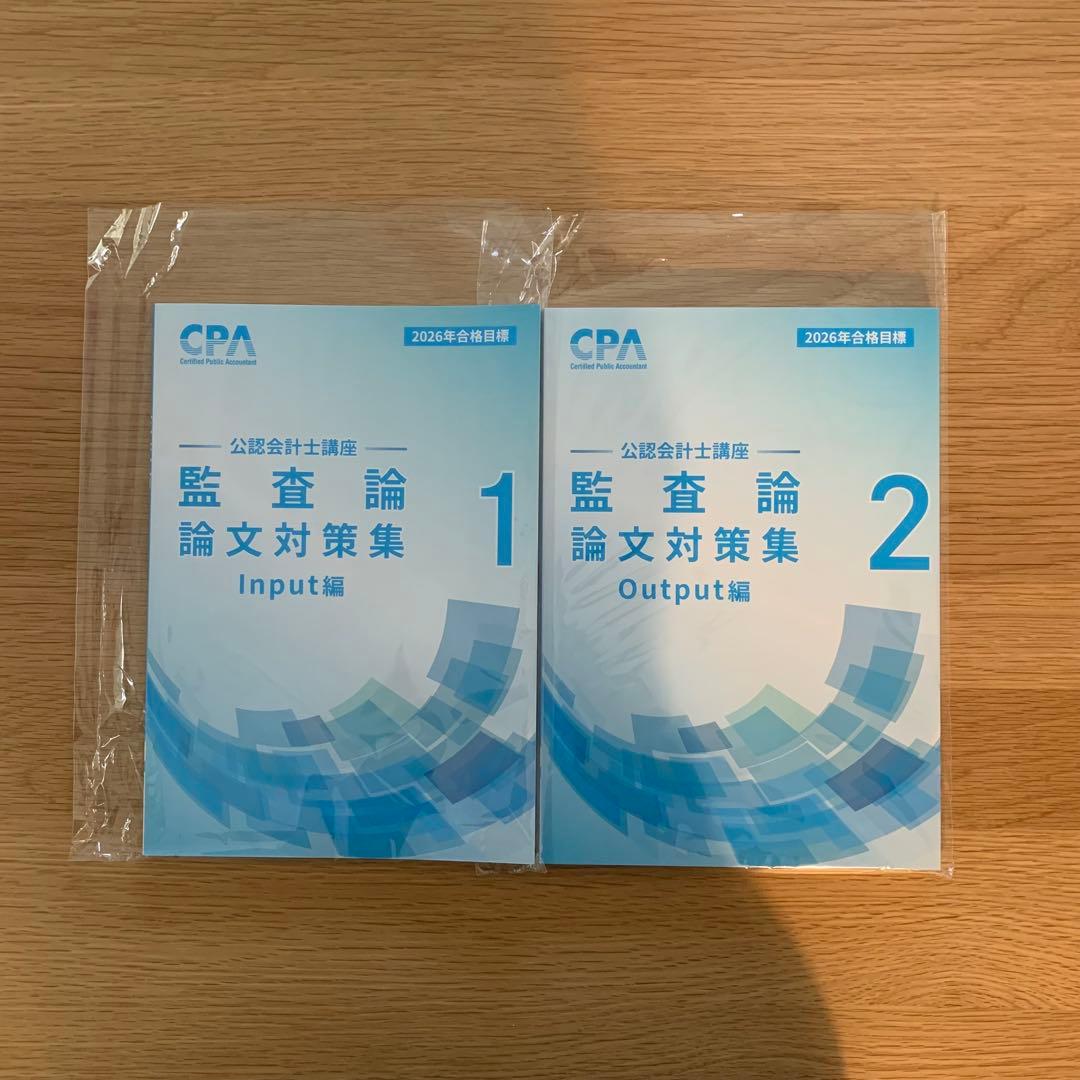 CPA
Certified Public Accountant
2026年合格目標
公認会計士講座
監査論
論文対策集
Input編
1
CPA
Certified Public Accountant
2026年合格目標
公認会計士講座
監査論
論文対策集
Output編
2